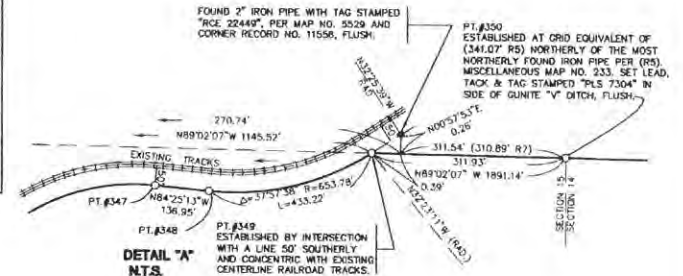 FOUND 2" IRON PIPE WITH TAG STAMPED
"RCE 22449", PER MAP NO. 5529 AND
CORNER RECORD NO. 11558, FLUSH.
PT.#350
ESTABLISHED AT GRID EQUIVALENT OF
(341.07' R5) NORTHERLY OF THE MOST
NORTHERLY FOUND IRON PIPE PER (R5).
MISCELLANEOUS MAP NO. 233. SET LEAD,
TACK & TAG STAMPED "PLS 7304" IN
SIDE OF GUNITE "V" DITCH, FLUSH.
270.74'
N89°02'07"W 1145.52'
50'
N00°57'53"E
0.26'
311.54' (310.89' R7)
311.93'
N89°02'07" W 1891.14'
0.39'
EXISTING TRACKS
50'
N84°25'13"W
136.95'
Δ=37°57'38" R=653.78'
L=433.22'
N32°23'11"W (RAD.)
SECTION 15
SECTION 14
PT.#347
PT.#348
PT.#349
ESTABLISHED BY INTERSECTION
WITH A LINE 50' SOUTHERLY
AND CONCENTRIC WITH EXISTING
CENTERLINE RAILROAD TRACKS.
DETAIL "A"
N.T.S.